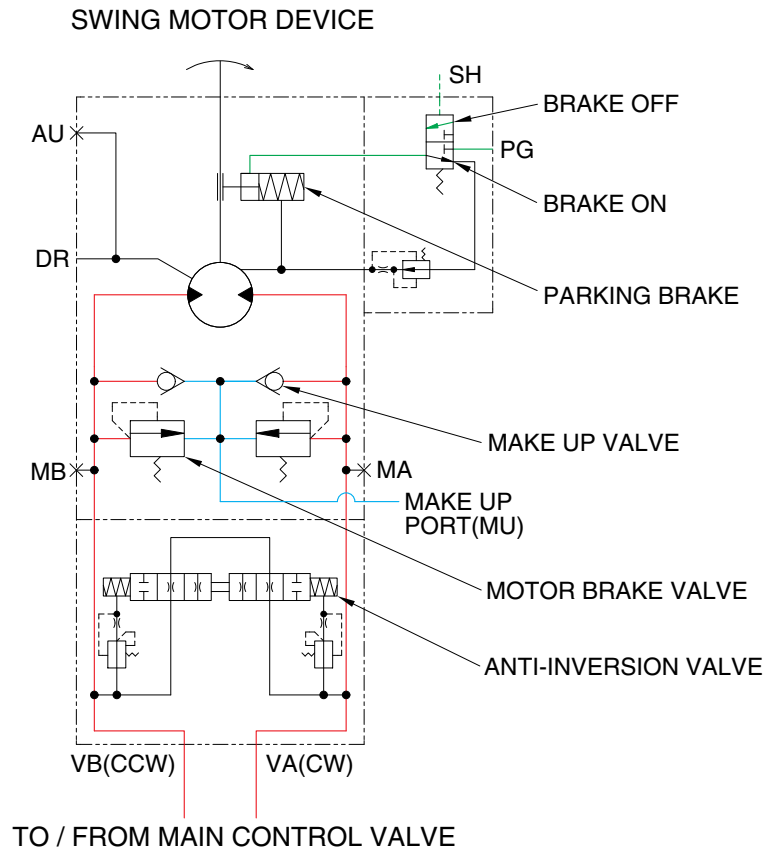 SWING MOTOR DEVICE
SH
BRAKE OFF
AU
PG
BRAKE ON
DR
PARKING BRAKE
MAKE UP VALVE
MB
MA
MAKE UP
PORT(MU)
MOTOR BRAKE VALVE
ANTI-INVERSION VALVE
VB(CCW)
VA(CW)
TO / FROM MAIN CONTROL VALVE